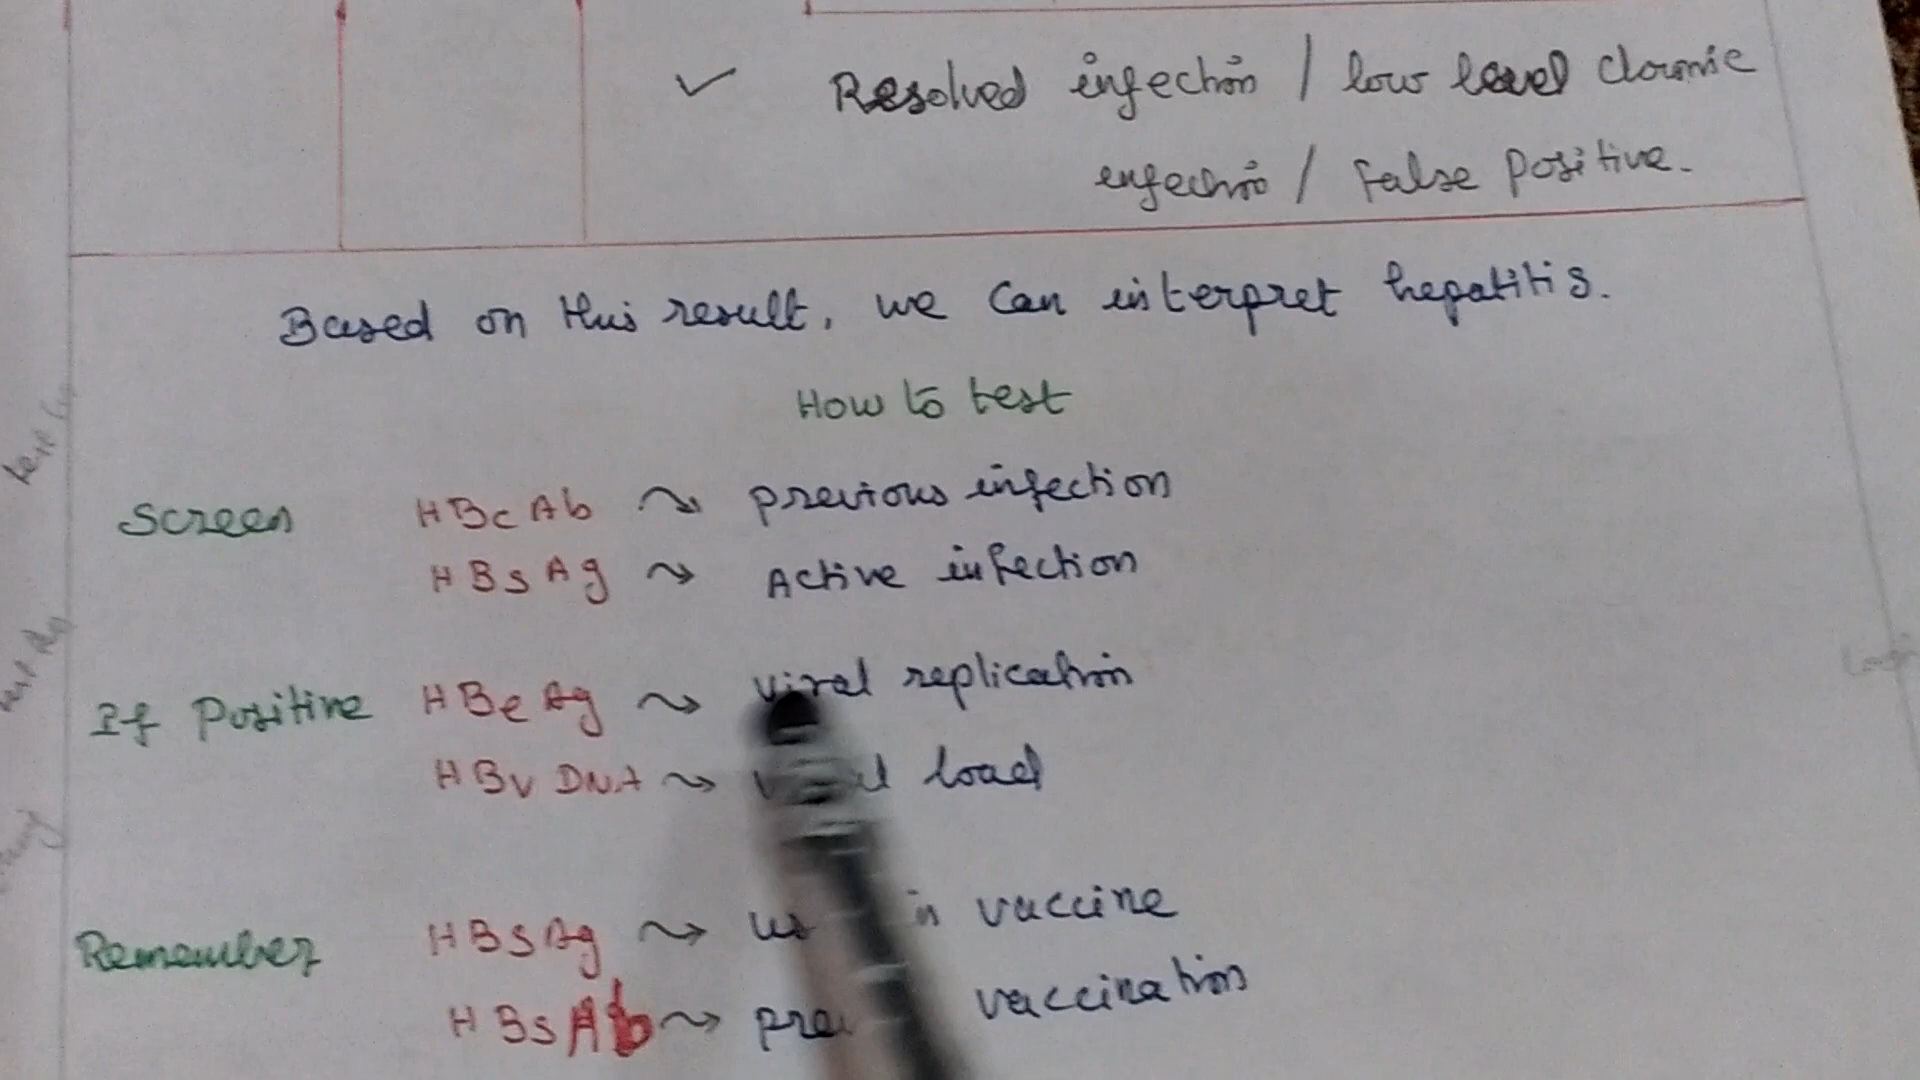 ✓ Resolved infection / low level chronic
infection / False positive.
Based on this result, we can interpret hepatitis.
How to test
Screen HBcAb ⤳ previous infection
HBsAg ⤳ Active infection
If Positive HBeAg ⤳ viral replication
HBV DNA ⤳ load
Remember HBsAg ⤳ in vaccine
HBsAb ⤳ vaccination